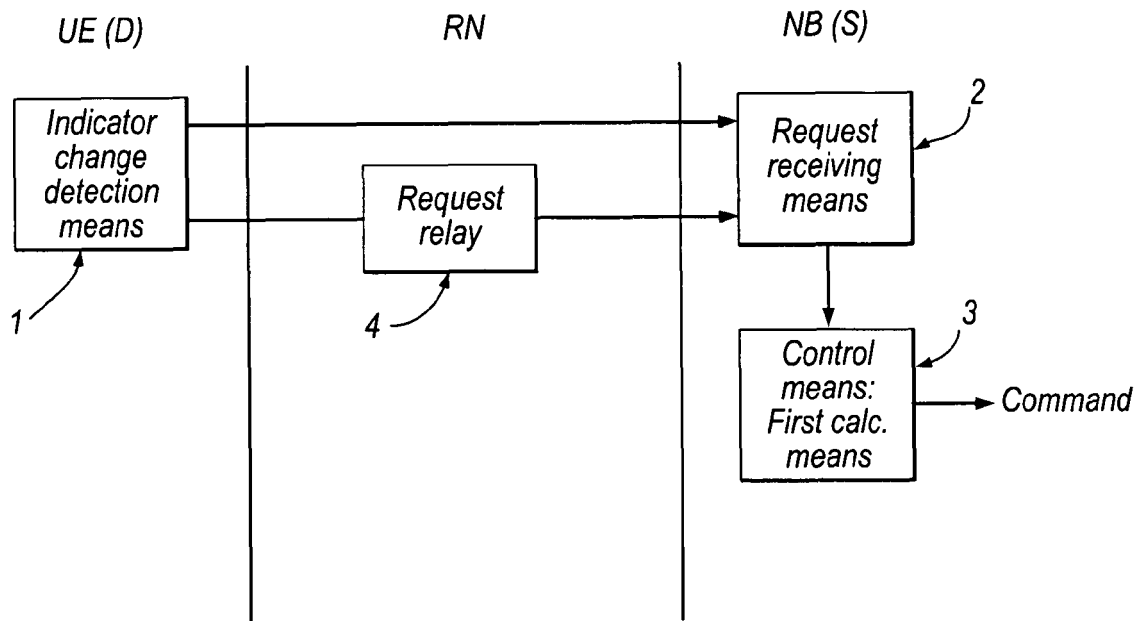 UE (D)
RN
NB (S)
Indicator
change
detection
means
1
Request
relay
4
Request
receiving
means
2
Control
means:
First calc.
means
3
Command